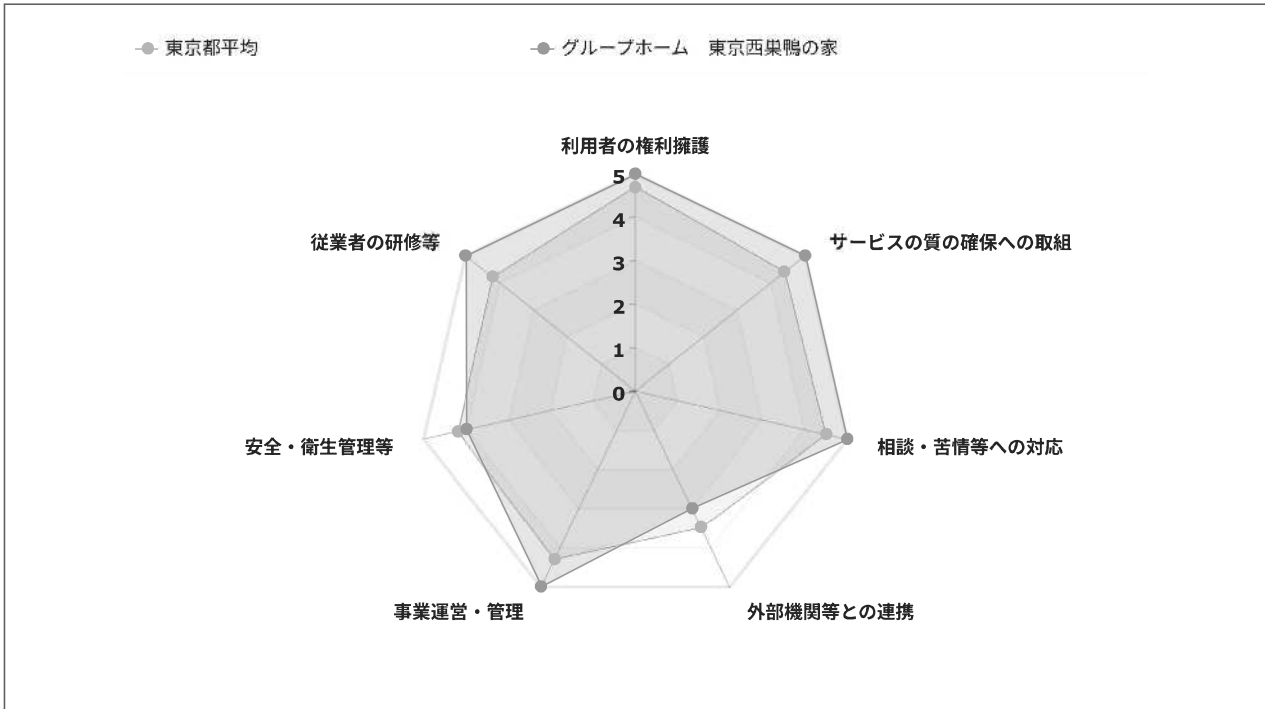 東京都平均
グループホーム　東京西巣鴨の家
利用者の権利擁護
5
4
3
2
1
0
従業者の研修等
サービスの質の確保への取組
安全・衛生管理等
相談・苦情等への対応
事業運営・管理
外部機関等との連携